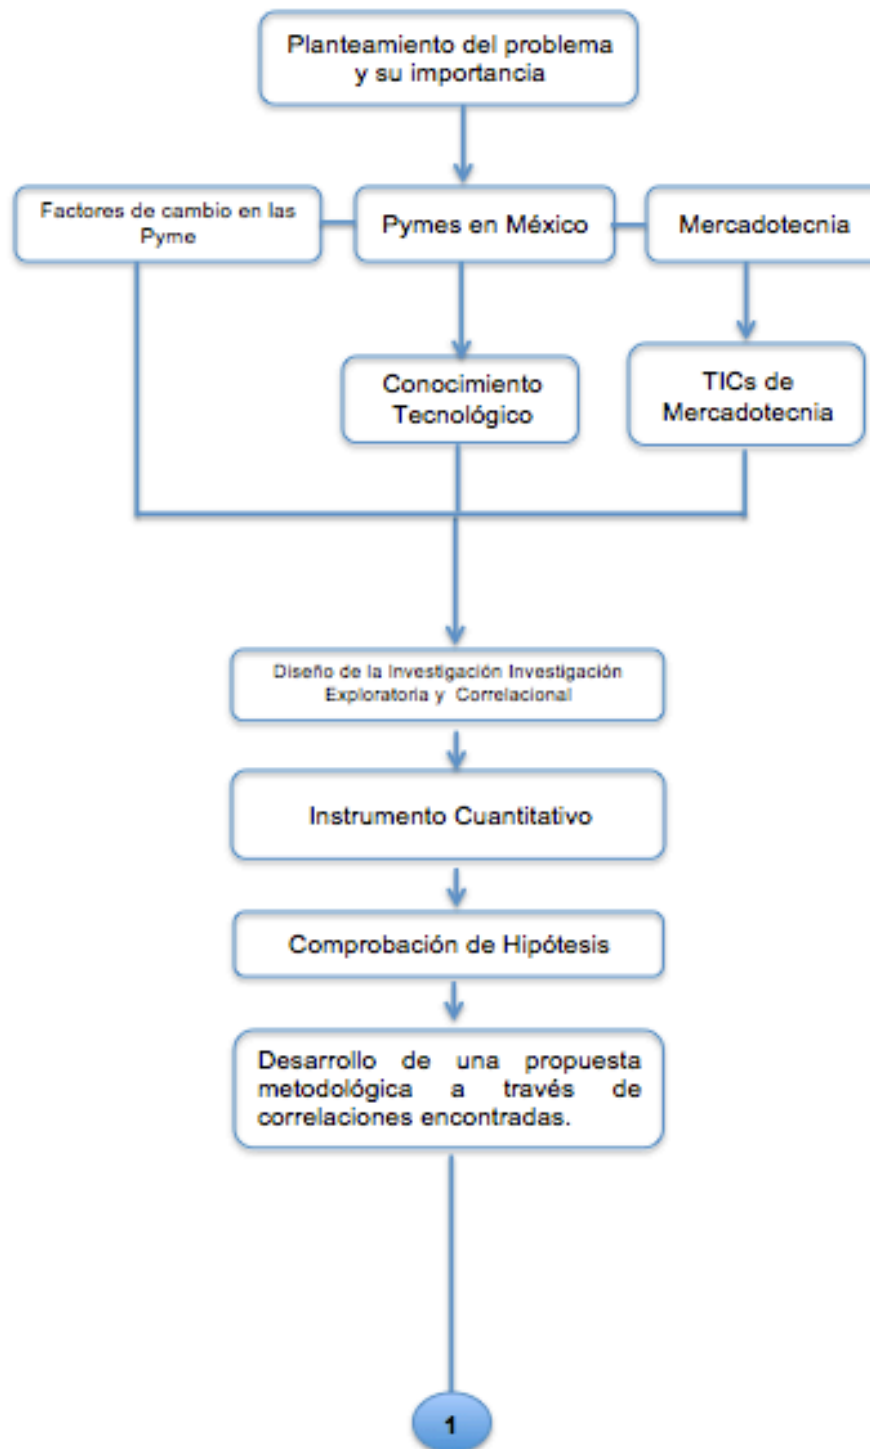 Planteamiento del problema
y su importancia
Factores de cambio en las
Pyme
Pymes en México
Mercadotecnia
Conocimiento
Tecnológico
TICs de
Mercadotecnia
Diseño de la Investigación Investigación
Exploratoria y Correlacional
Instrumento Cuantitativo
Comprobación de Hipótesis
Desarrollo de una propuesta
metodológica a través de
correlaciones encontradas.
1